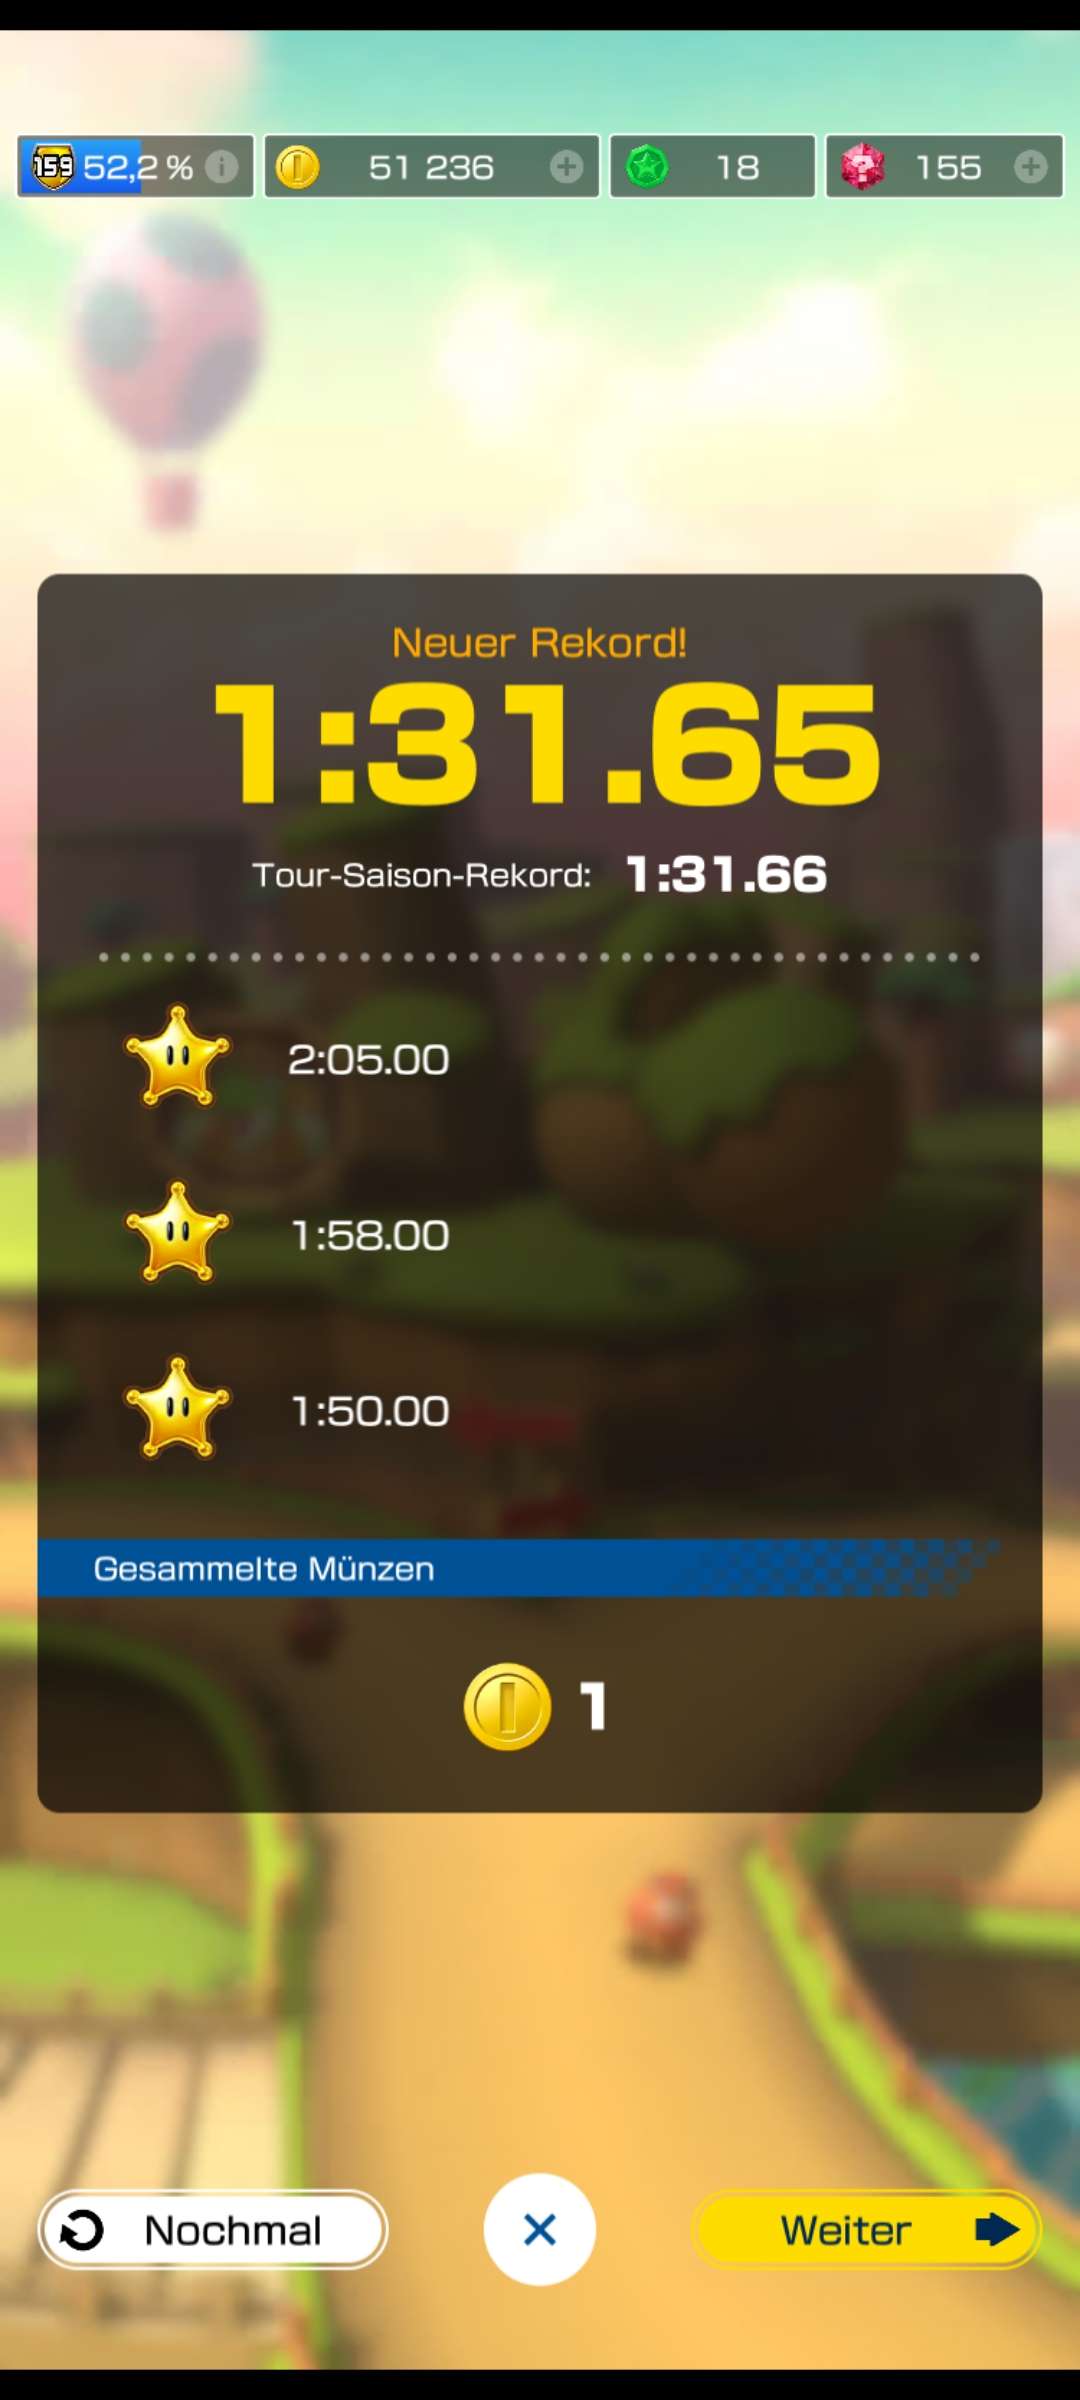 159 52,2 % i 51 236 + 18 ? 155 +
Neuer Rekord!
1:31.65
Tour-Saison-Rekord: 1:31.66
2:05.00
1:58.00
1:50.00
Gesammelte Münzen
1
Nochmal × Weiter